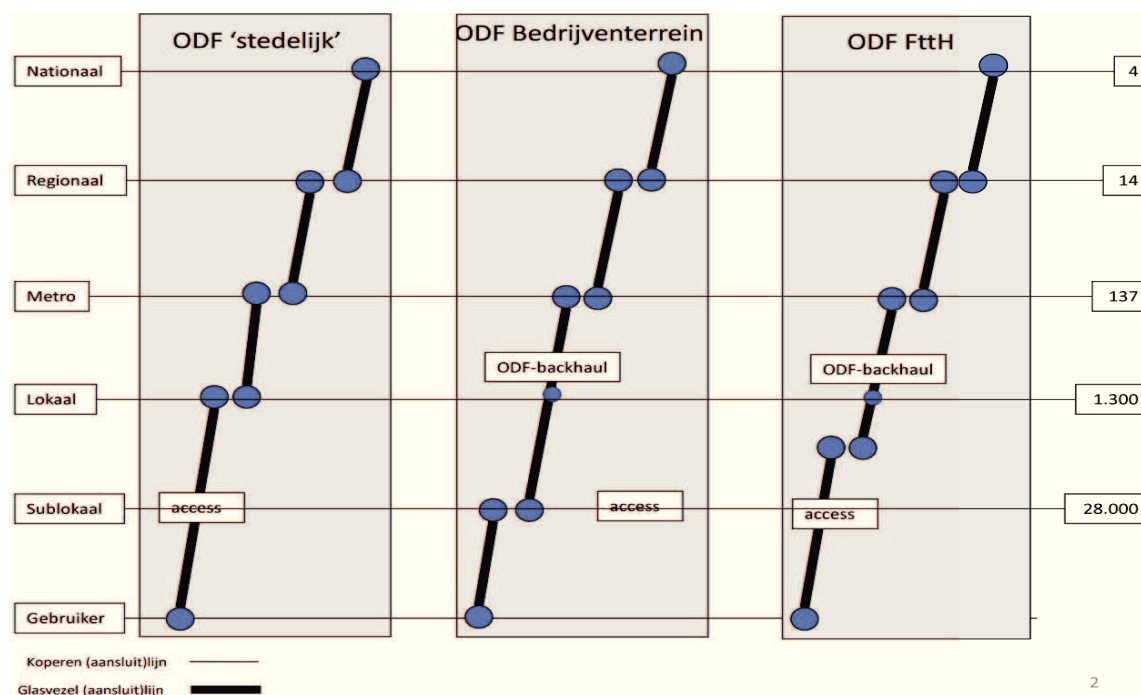 ODF ‘stedelijk’
ODF Bedrijventerrein
ODF FttH
Nationaal
4
Regionaal
14
Metro
137
ODF-backhaul
ODF-backhaul
Lokaal
1.300
Sublokaal
access
access
access
28.000
Gebruiker
Koperen (aansluit)lijn
Glasvezel (aansluit)lijn
2